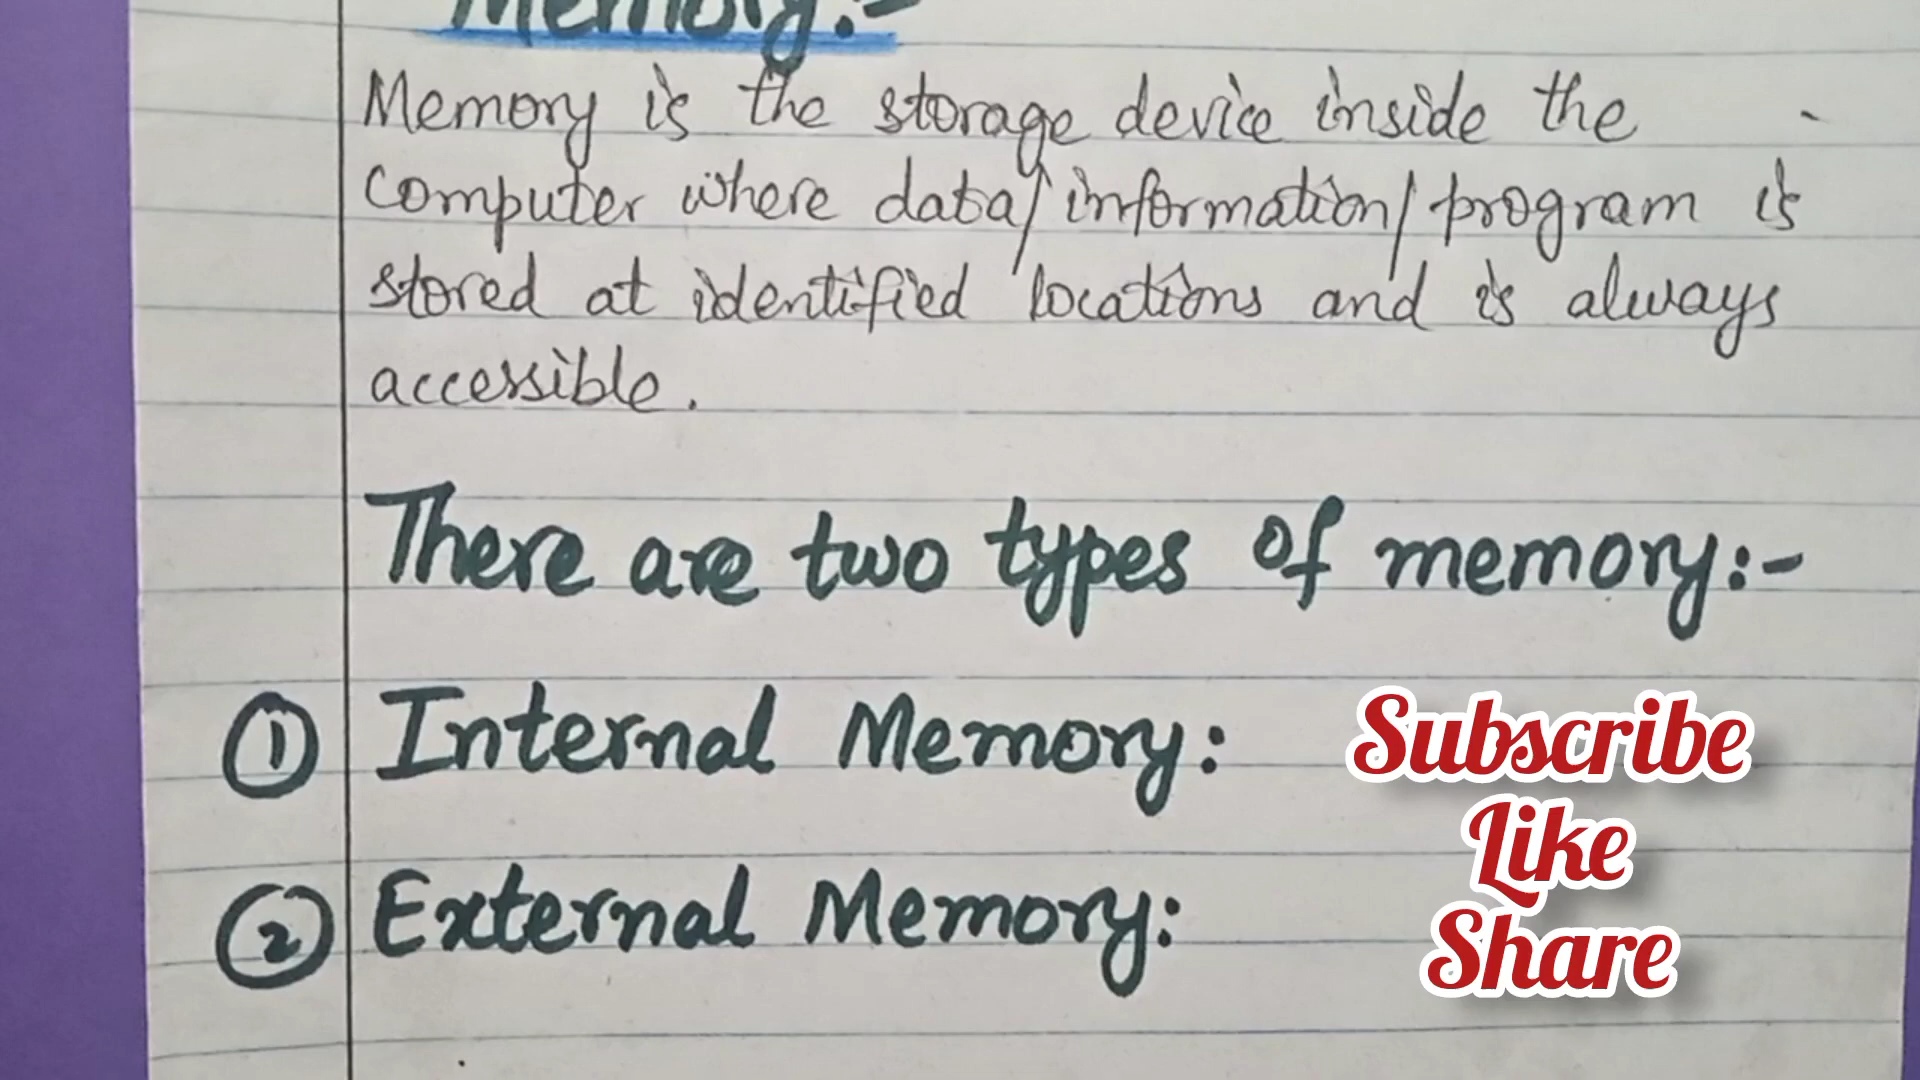 Memory:-
Memory is the storage device inside the
computer where data/information/program is
stored at identified locations and is always
accessible.
There are two types of memory:-
① Internal Memory:
② External Memory:
Subscribe
Like
Share